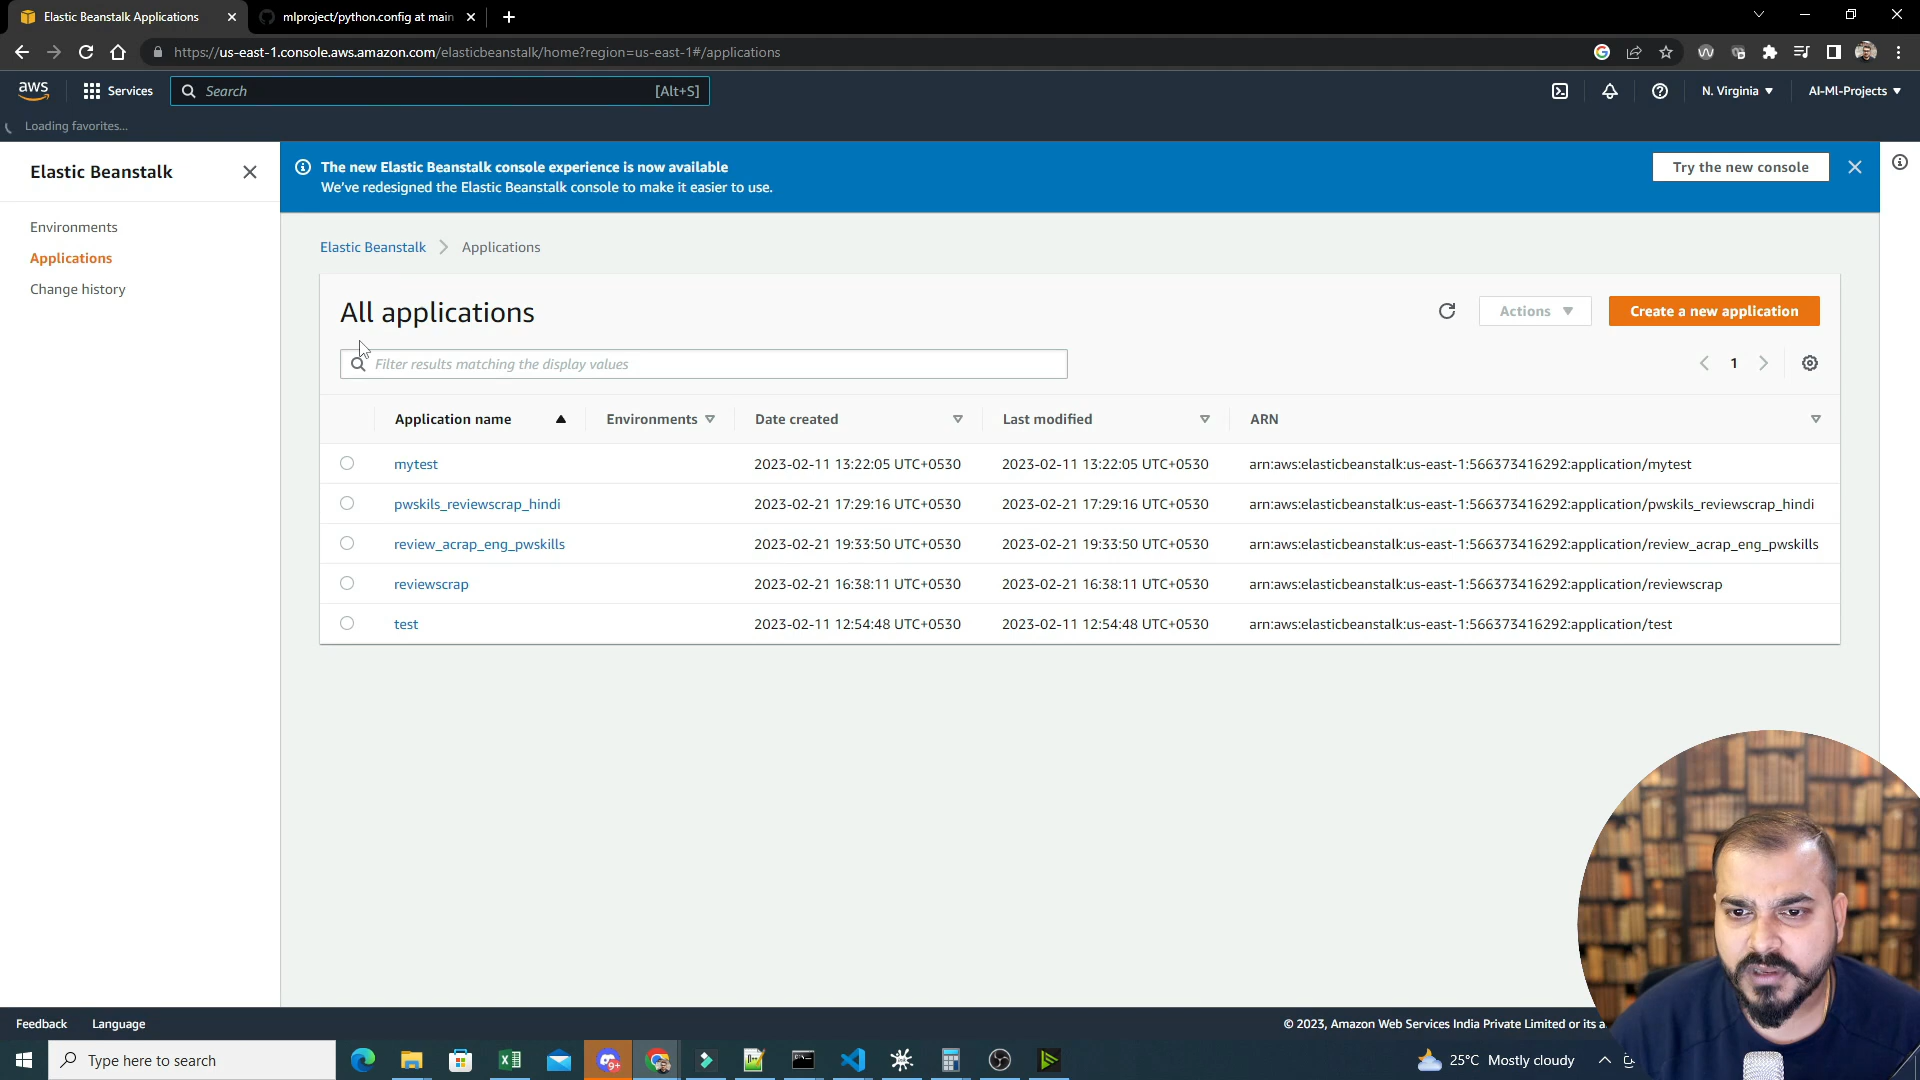 Elastic Beanstalk Applications
mlproject/python.config at main
https://us-east-1.console.aws.amazon.com/elasticbeanstalk/home?region=us-east-1#/applications
aws
Services
Search
[Alt+S]
N. Virginia
AI-Ml-Projects
Loading favorites...
Elastic Beanstalk
Environments
Applications
Change history
The new Elastic Beanstalk console experience is now available
We've redesigned the Elastic Beanstalk console to make it easier to use.
Try the new console
Elastic Beanstalk > Applications
All applications
Actions
Create a new application
Filter results matching the display values
1
Application name Environments Date created Last modified ARN
mytest 2023-02-11 13:22:05 UTC+0530 2023-02-11 13:22:05 UTC+0530 arn:aws:elasticbeanstalk:us-east-1:566373416292:application/mytest
pwskils_reviewscrap_hindi 2023-02-21 17:29:16 UTC+0530 2023-02-21 17:29:16 UTC+0530 arn:aws:elasticbeanstalk:us-east-1:566373416292:application/pwskils_reviewscrap_hindi
review_acrap_eng_pwskills 2023-02-21 19:33:50 UTC+0530 2023-02-21 19:33:50 UTC+0530 arn:aws:elasticbeanstalk:us-east-1:566373416292:application/review_acrap_eng_pwskills
reviewscrap 2023-02-21 16:38:11 UTC+0530 2023-02-21 16:38:11 UTC+0530 arn:aws:elasticbeanstalk:us-east-1:566373416292:application/reviewscrap
test 2023-02-11 12:54:48 UTC+0530 2023-02-11 12:54:48 UTC+0530 arn:aws:elasticbeanstalk:us-east-1:566373416292:application/test
Feedback Language
© 2023, Amazon Web Services India Private Limited or its a
Type here to search
9+
25°C Mostly cloudy